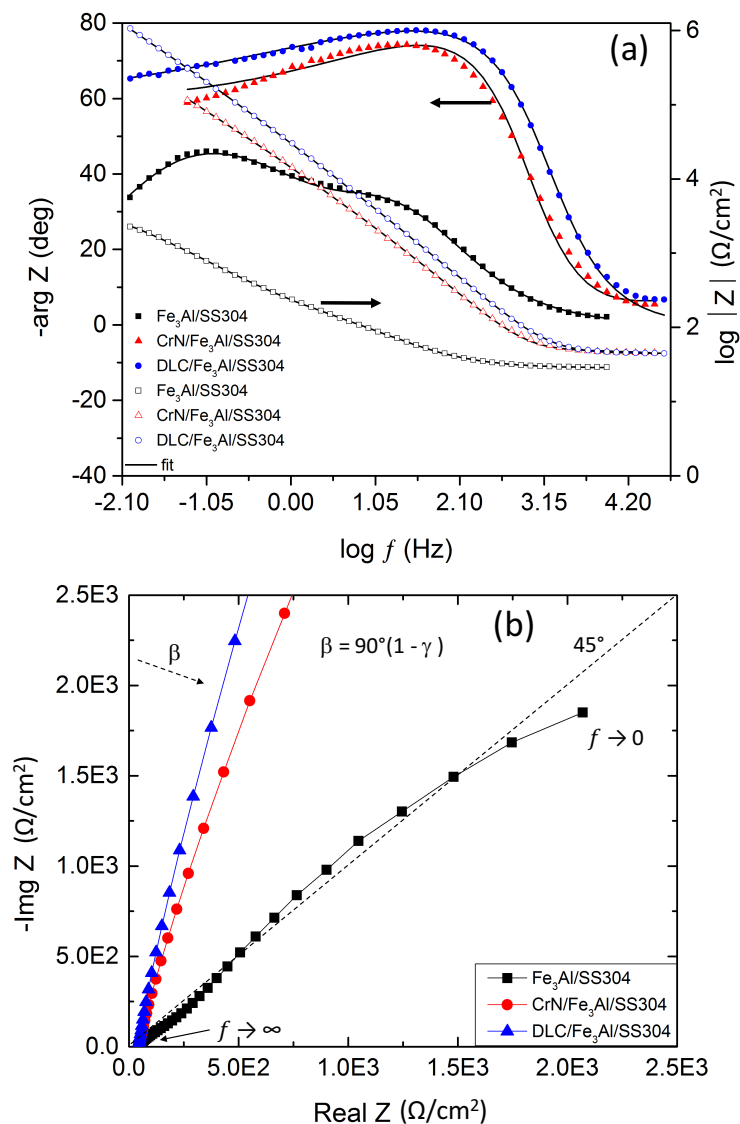 (a)
80
60
40
20
0
-20
-40
-arg Z (deg)
6
5
4
3
2
1
0
log |Z| (Ω/cm²)
Fe₃Al/SS304
CrN/Fe₃Al/SS304
DLC/Fe₃Al/SS304
Fe₃Al/SS304
CrN/Fe₃Al/SS304
DLC/Fe₃Al/SS304
fit
-2.10 -1.05 0.00 1.05 2.10 3.15 4.20
log f (Hz)
(b)
2.5E3
2.0E3
1.5E3
1.0E3
5.0E2
0.0
-Img Z (Ω/cm²)
β
β = 90°(1 - γ )
45°
f → 0
f → ∞
Fe₃Al/SS304
CrN/Fe₃Al/SS304
DLC/Fe₃Al/SS304
0.0 5.0E2 1.0E3 1.5E3 2.0E3 2.5E3
Real Z (Ω/cm²)